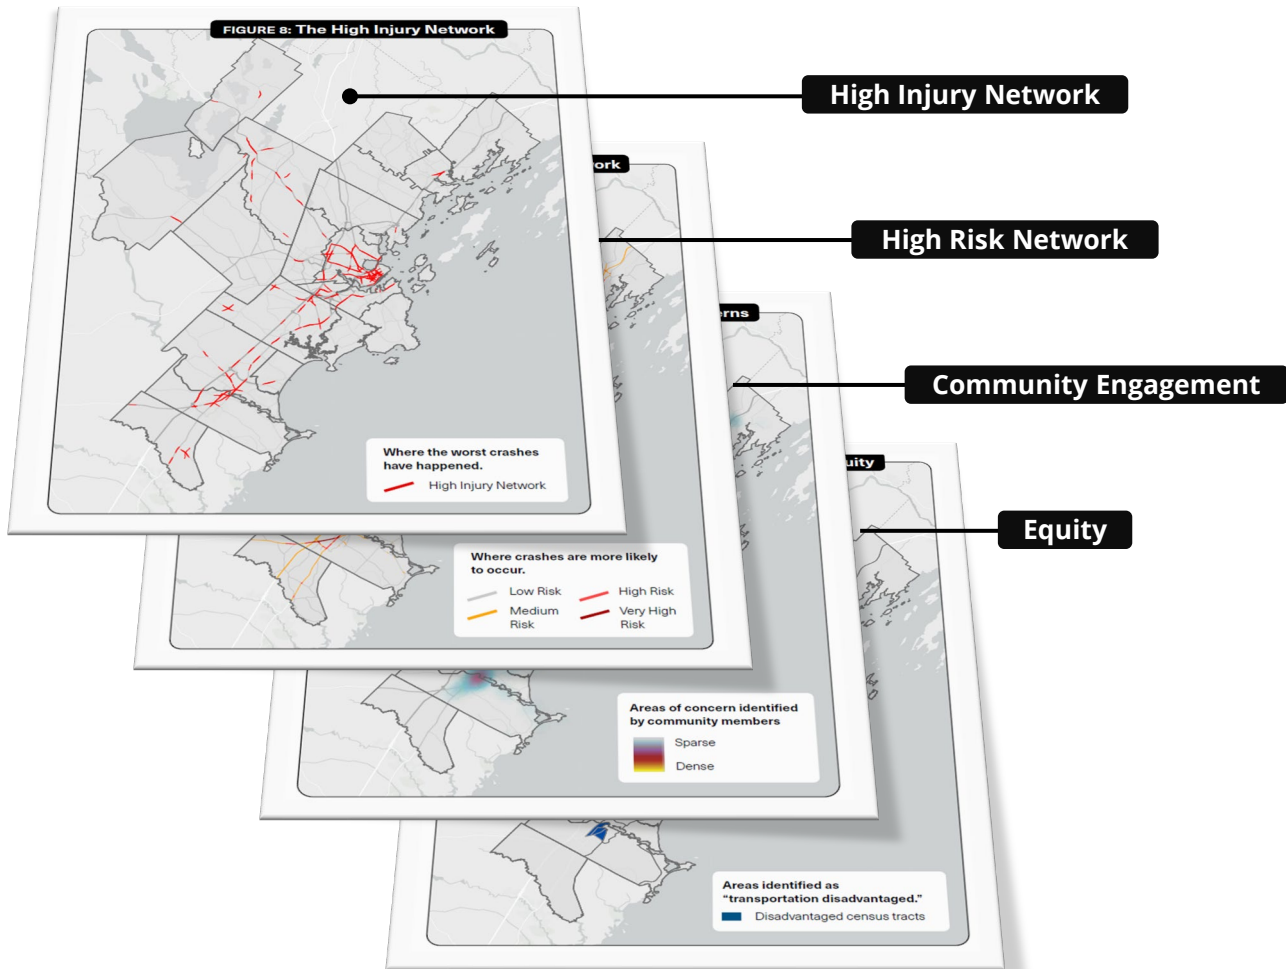 FIGURE 8: The High Injury Network
High Injury Network
ork
High Risk Network
erns
Community Engagement
Where the worst crashes
have happened.
High Injury Network
uity
Equity
Where crashes are more likely
to occur.
Low Risk
High Risk
Medium
Risk
Very High
Risk
Areas of concern identified
by community members
Sparse
Dense
Areas identified as
“transportation disadvantaged.”
Disadvantaged census tracts